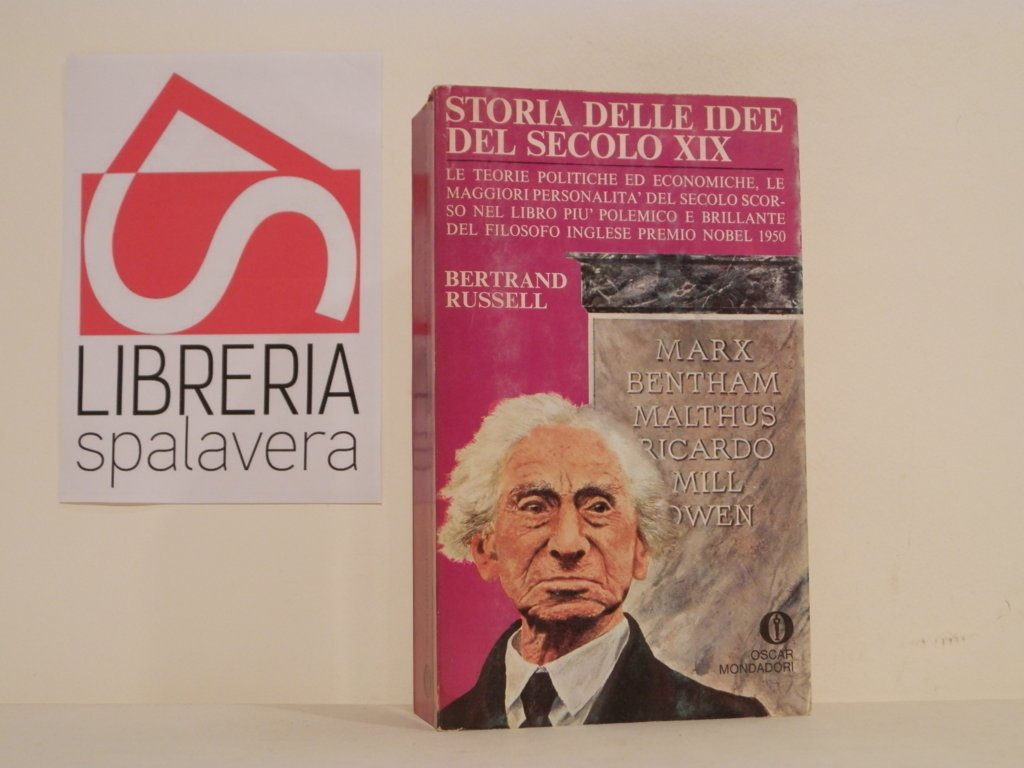 LIBRERIA
spalavera
STORIA DELLE IDEE
DEL SECOLO XIX
LE TEORIE POLITICHE ED ECONOMICHE, LE
MAGGIORI PERSONALITA' DEL SECOLO SCOR-
SO NEL LIBRO PIU' POLEMICO E BRILLANTE
DEL FILOSOFO INGLESE PREMIO NOBEL 1950
BERTRAND
RUSSELL
MARX
BENTHAM
MALTHUS
RICARDO
MILL
OWEN
OSCAR
MONDADORI